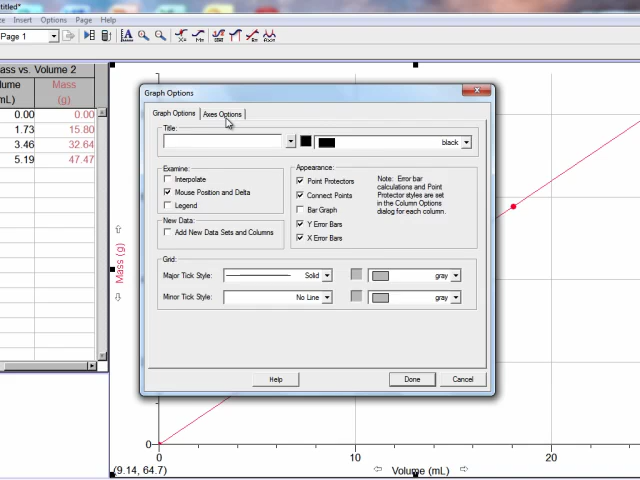 ntitled*
ze Insert Options Page Help
Page 1
ass vs. Volume 2
lume Mass
mL) (g)
0.00 0.00
1.73 15.80
3.46 32.64
5.19 47.47
Graph Options
Graph Options Axes Options
Title:
black
Examine:
Interpolate
Mouse Position and Delta
Legend
New Data:
Add New Data Sets and Columns
Appearance:
Point Protectors
Connect Points
Bar Graph
Y Error Bars
X Error Bars
Note: Error bar
calculations and Point
Protector styles are set
in the Column Options
dialog for each column.
Grid:
Major Tick Style: Solid gray
Minor Tick Style: No Line gray
Help Done Cancel
Mass (g)
0
0 10 20
(9.14, 64.7) Volume (mL)